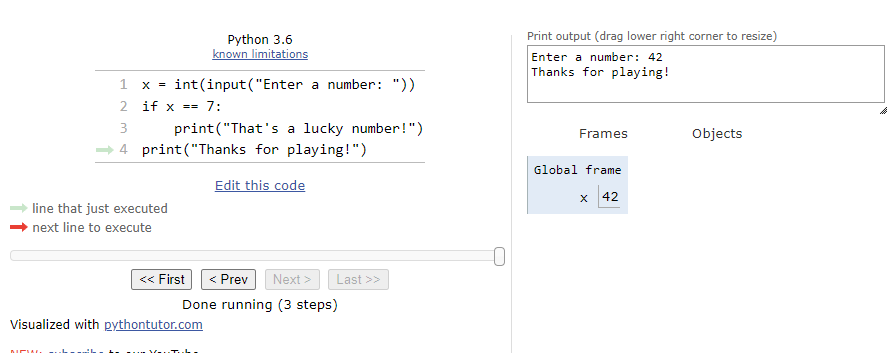 Python 3.6
known limitations
1 x = int(input("Enter a number: "))
2 if x == 7:
3     print("That's a lucky number!")
4 print("Thanks for playing!")
Edit this code
line that just executed
next line to execute
<< First < Prev Next > Last >>
Done running (3 steps)
Visualized with pythontutor.com
NEW: subscribe to our YouTube
Print output (drag lower right corner to resize)
Enter a number: 42
Thanks for playing!
Frames Objects
Global frame
x 42